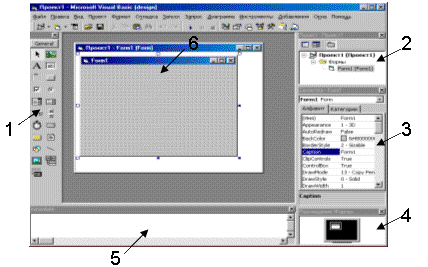 Проект1 - Microsoft Visual Basic [design]
Файл Правка Вид Проект Формат Отладка Запуск Запрос Диаграмма Инструменты Добавления Окна Помощь
General
Проект1 - Form1 (Form)
Form1
6
Проект1 (Проект1)
Формы
Form1 (Form1)
2
1
Form1 Form
Алфавит Категории
(Name) Form1
Appearance 1 - 3D
AutoRedraw False
BackColor
BorderStyle 2 - Sizable
Caption Form1
ClipControls True
ControlBox True
DrawMode 13 - Copy Pen
DrawStyle 0 - Solid
DrawWidth 1
Caption
3
4
5